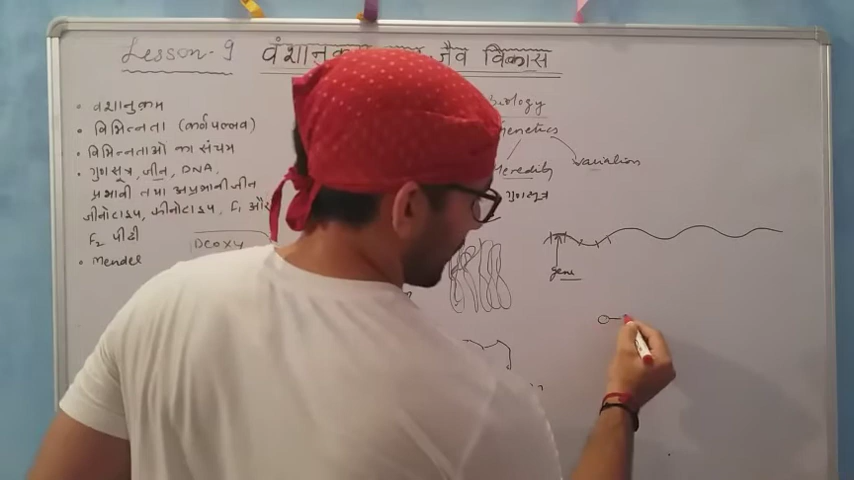 Lesson-9 वंशानुक्रम जैव विकास
• वंशानुक्रम
• विभिन्नता (कर्णपल्लव)
• विभिन्नताओं का संचय
• गुणसूत्र, जीन, DNA,
प्रभावी तथा अप्रभावी जीन
जीनोटाइप, फीनोटाइप, F₁ और
F₂ पीढ़ी
• Mendel
Deoxy
Biology
Genetics
Heredity
variation
गुणसूत्र
gene